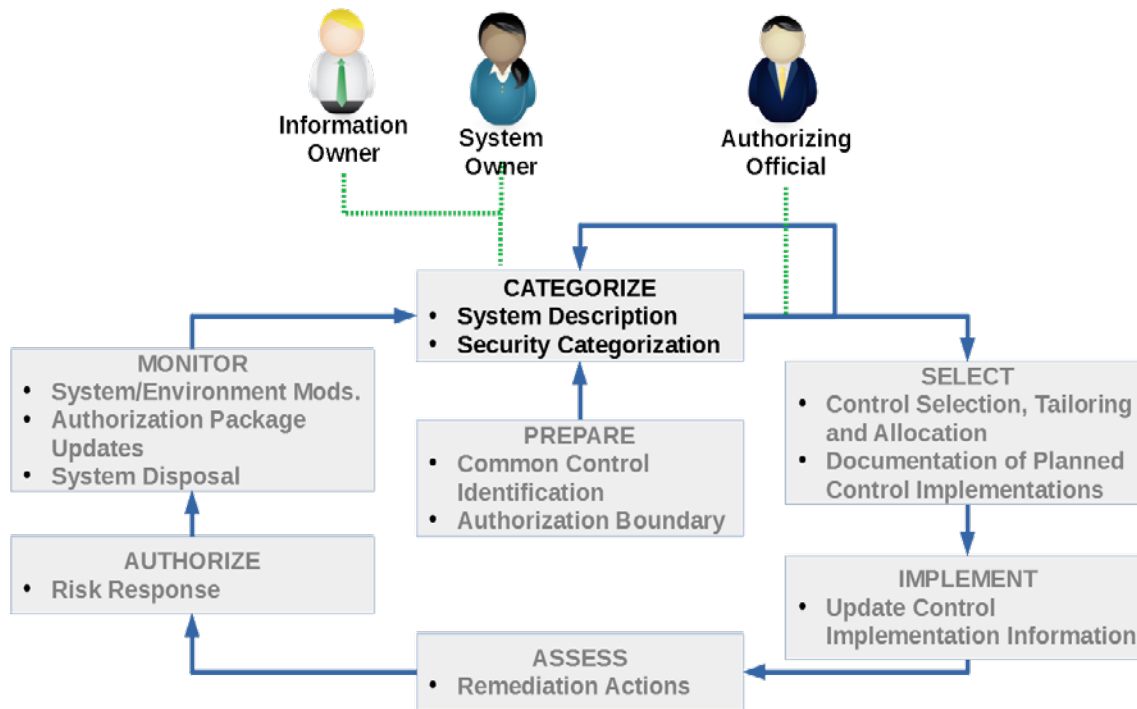 Information
Owner
System
Owner
Authorizing
Official
CATEGORIZE
• System Description
• Security Categorization
MONITOR
• System/Environment Mods.
• Authorization Package
Updates
• System Disposal
PREPARE
• Common Control
Identification
• Authorization Boundary
SELECT
• Control Selection, Tailoring
and Allocation
• Documentation of Planned
Control Implementations
AUTHORIZE
• Risk Response
IMPLEMENT
• Update Control
Implementation Information
ASSESS
• Remediation Actions